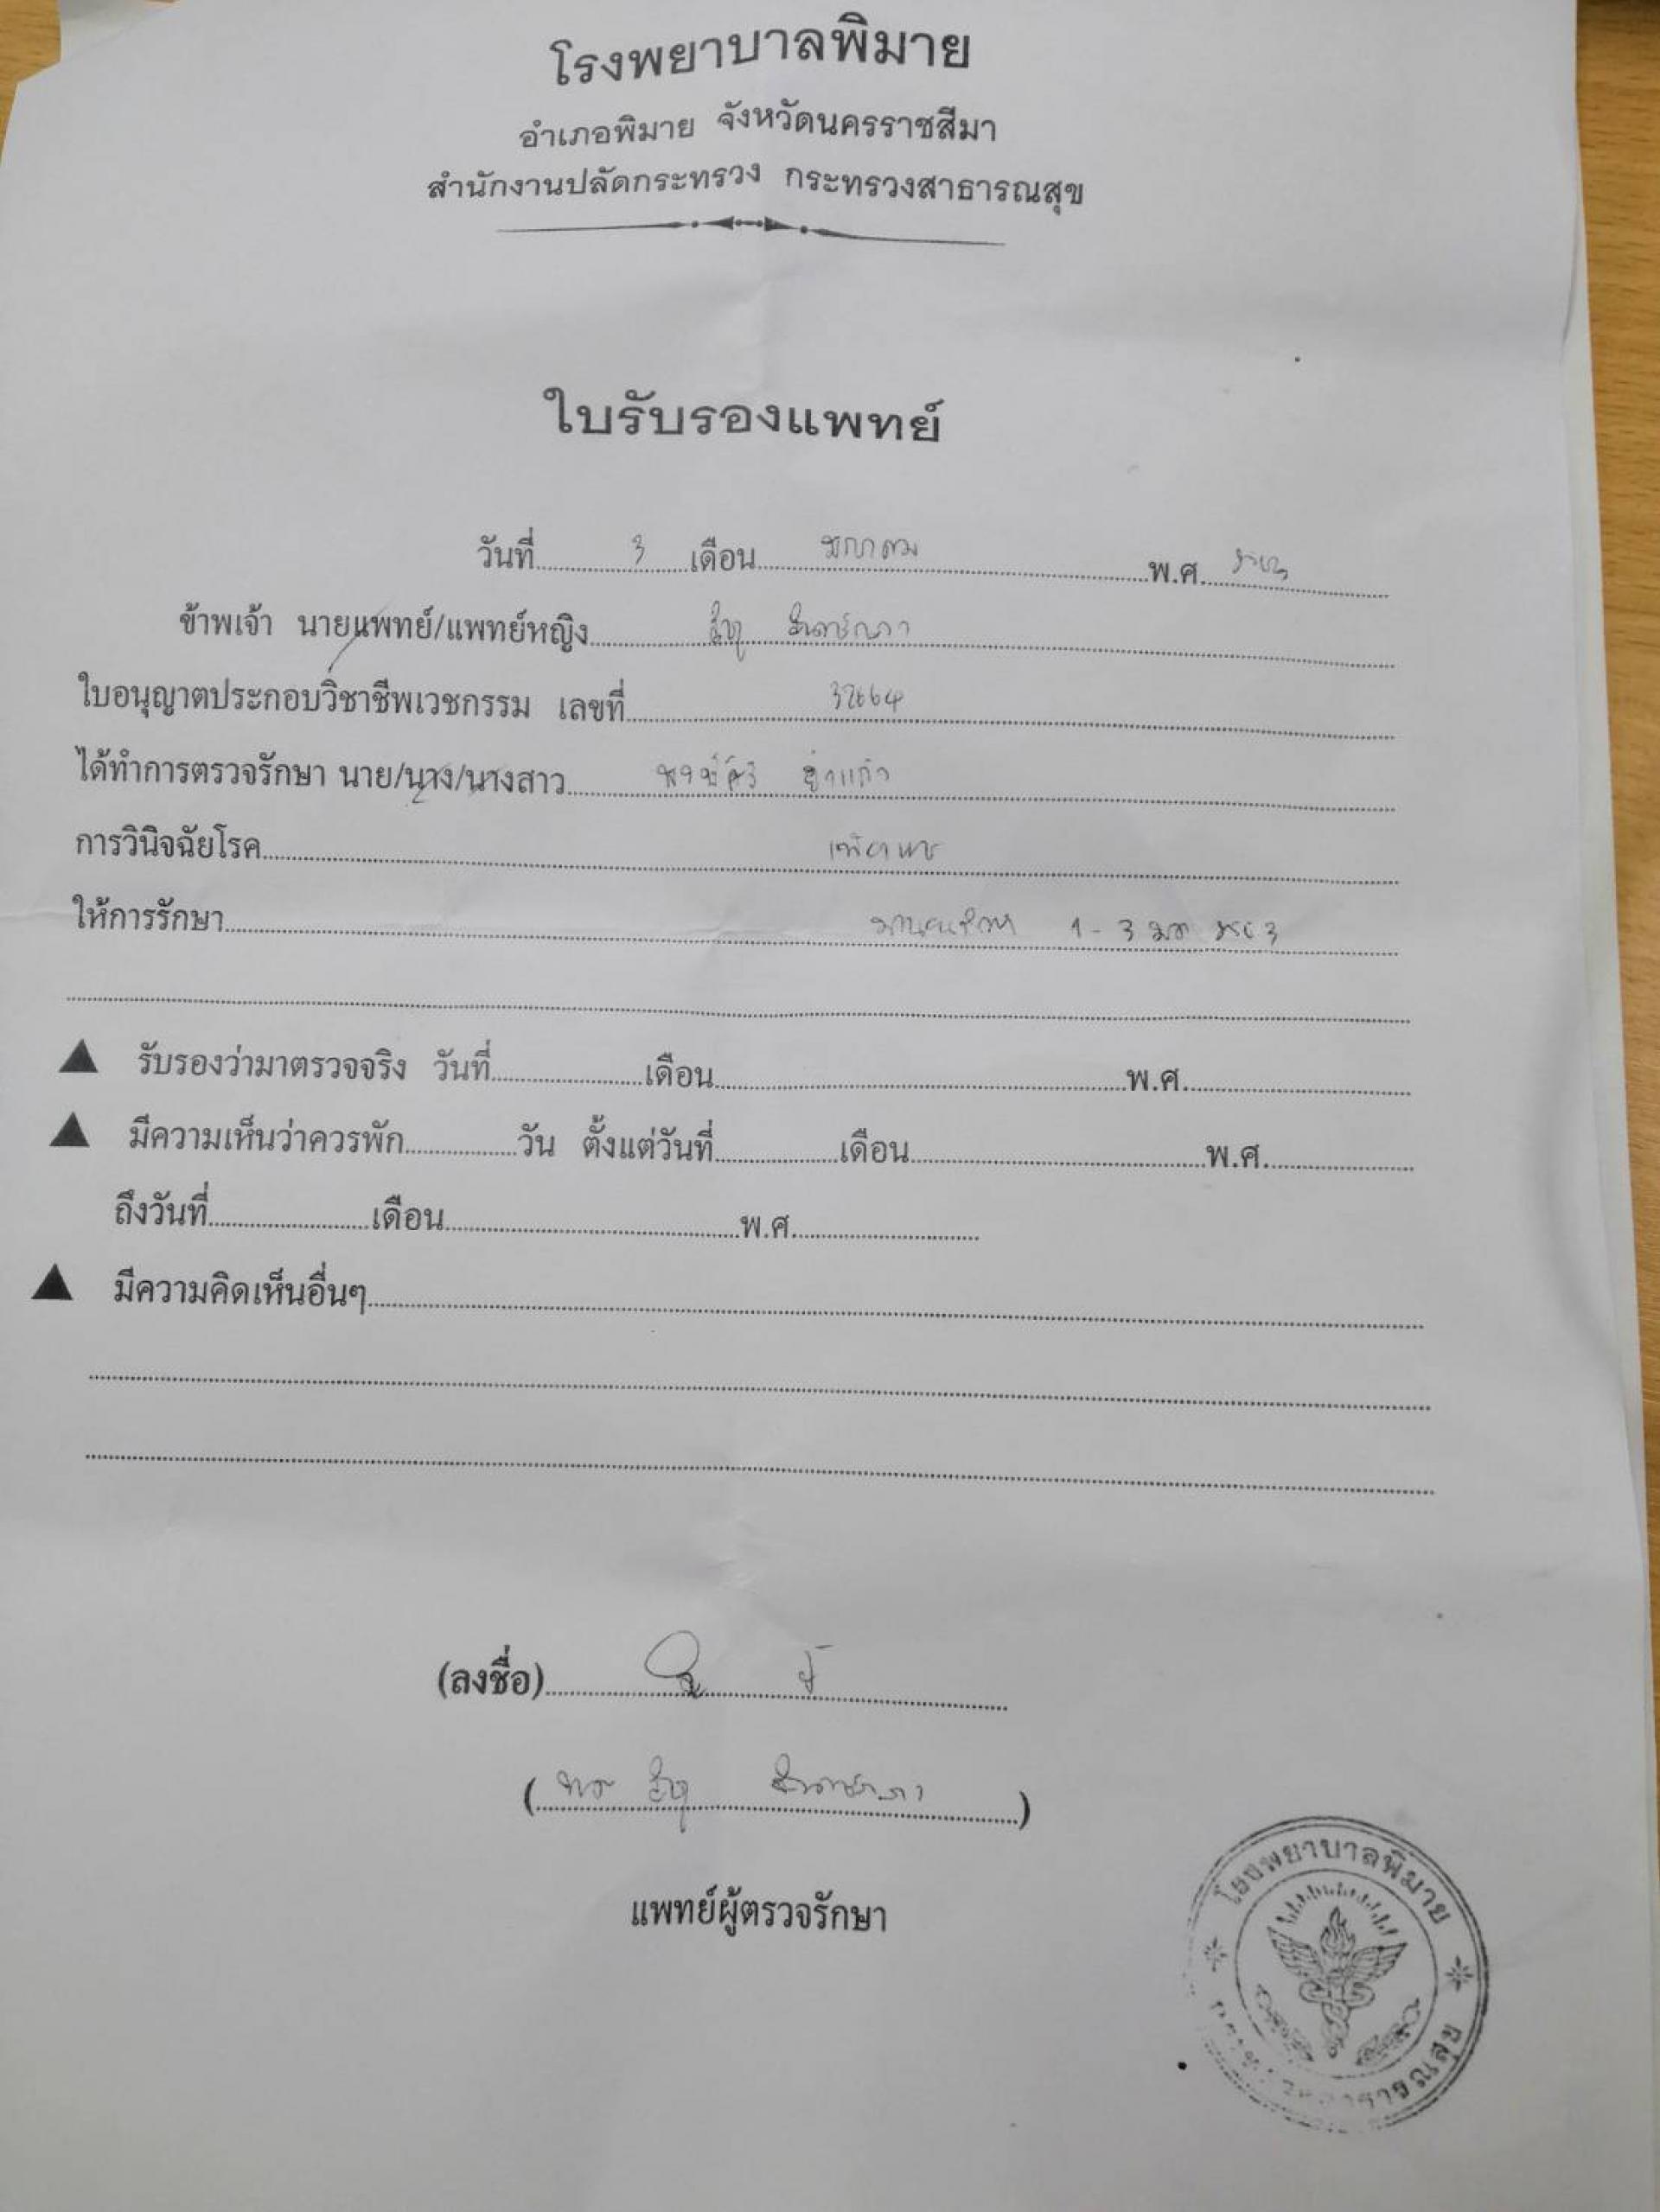 โรงพยาบาลพิมาย
อำเภอพิมาย จังหวัดนครราชสีมา
สำนักงานปลัดกระทรวง กระทรวงสาธารณสุข
ใบรับรองแพทย์
วันที่ 3 เดือน มกราคม พ.ศ.
ข้าพเจ้า นายแพทย์/แพทย์หญิง
ใบอนุญาตประกอบวิชาชีพเวชกรรม เลขที่ 32664
ได้ทำการตรวจรักษา นาย/นาง/นางสาว
การวินิจฉัยโรค
ให้การรักษา 1 - 3 มค
▲ รับรองว่ามาตรวจจริง วันที่ เดือน พ.ศ.
▲ มีความเห็นว่าควรพัก วัน ตั้งแต่วันที่ เดือน พ.ศ.
ถึงวันที่ เดือน พ.ศ.
▲ มีความคิดเห็นอื่นๆ
(ลงชื่อ)
( )
แพทย์ผู้ตรวจรักษา
โรงพยาบาลพิมาย
กระทรวงสาธารณสุข